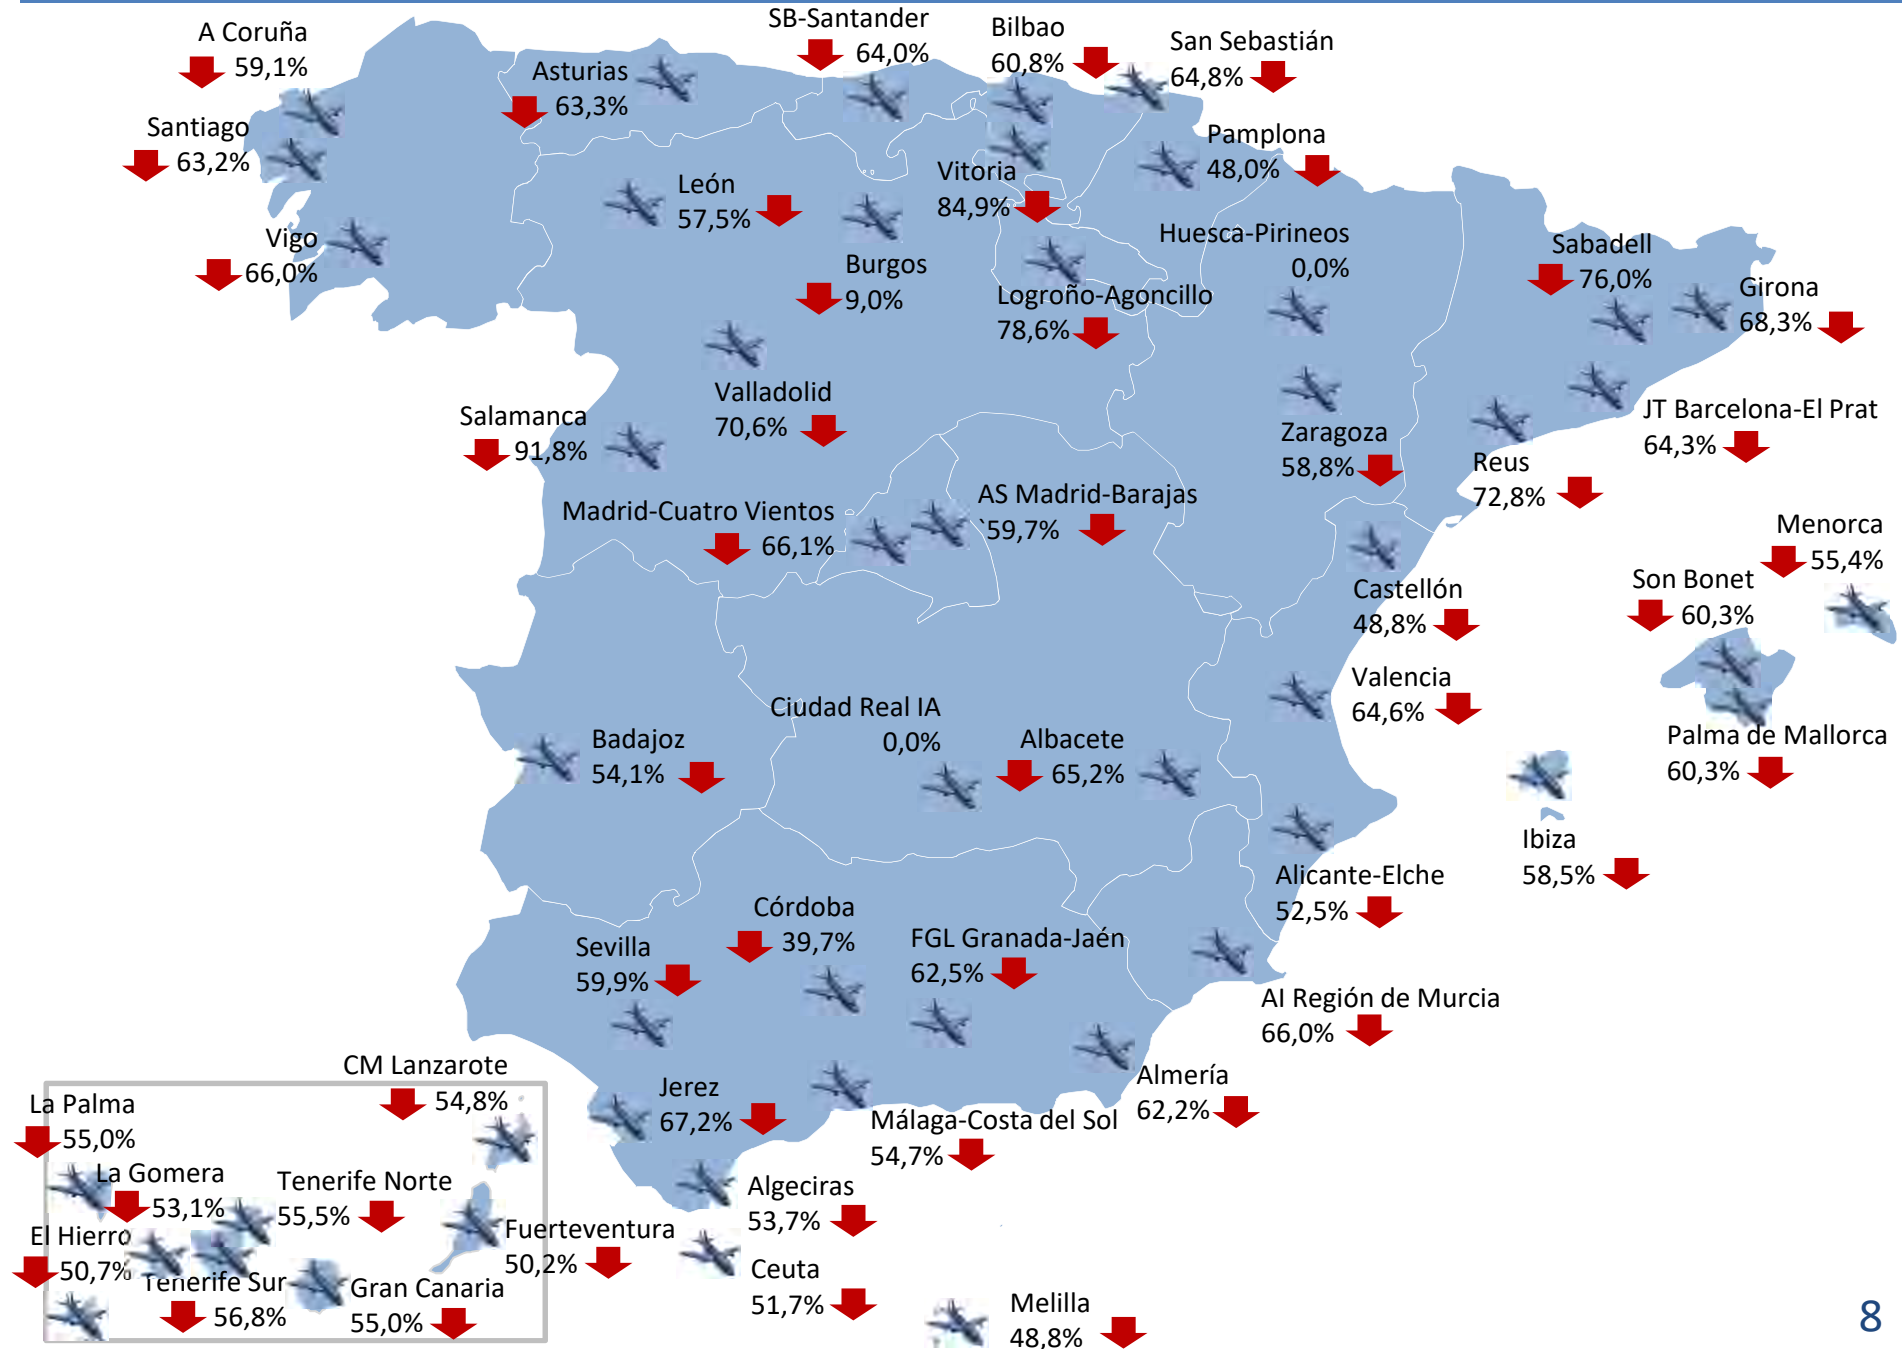 A Coruña
59,1%
SB-Santander
64,0%
Bilbao
60,8%
San Sebastián
64,8%
Asturias
63,3%
Santiago
63,2%
Pamplona
48,0%
León
57,5%
Vitoria
84,9%
Vigo
66,0%
Huesca-Pirineos
0,0%
Sabadell
76,0%
Burgos
9,0%
Girona
68,3%
Logroño-Agoncillo
78,6%
Valladolid
70,6%
Salamanca
91,8%
JT Barcelona-El Prat
64,3%
Zaragoza
58,8%
Reus
72,8%
Madrid-Cuatro Vientos
66,1%
AS Madrid-Barajas
`59,7%
Menorca
55,4%
Son Bonet
60,3%
Castellón
48,8%
Valencia
64,6%
Ciudad Real IA
0,0%
Badajoz
54,1%
Albacete
65,2%
Palma de Mallorca
60,3%
Ibiza
58,5%
Alicante-Elche
52,5%
Córdoba
39,7%
Sevilla
59,9%
FGL Granada-Jaén
62,5%
AI Región de Murcia
66,0%
CM Lanzarote
54,8%
Jerez
67,2%
Almería
62,2%
La Palma
55,0%
Málaga-Costa del Sol
54,7%
La Gomera
53,1%
Tenerife Norte
55,5%
Algeciras
53,7%
El Hierro
50,7%
Fuerteventura
50,2%
Tenerife Sur
56,8%
Gran Canaria
55,0%
Ceuta
51,7%
Melilla
48,8%
8